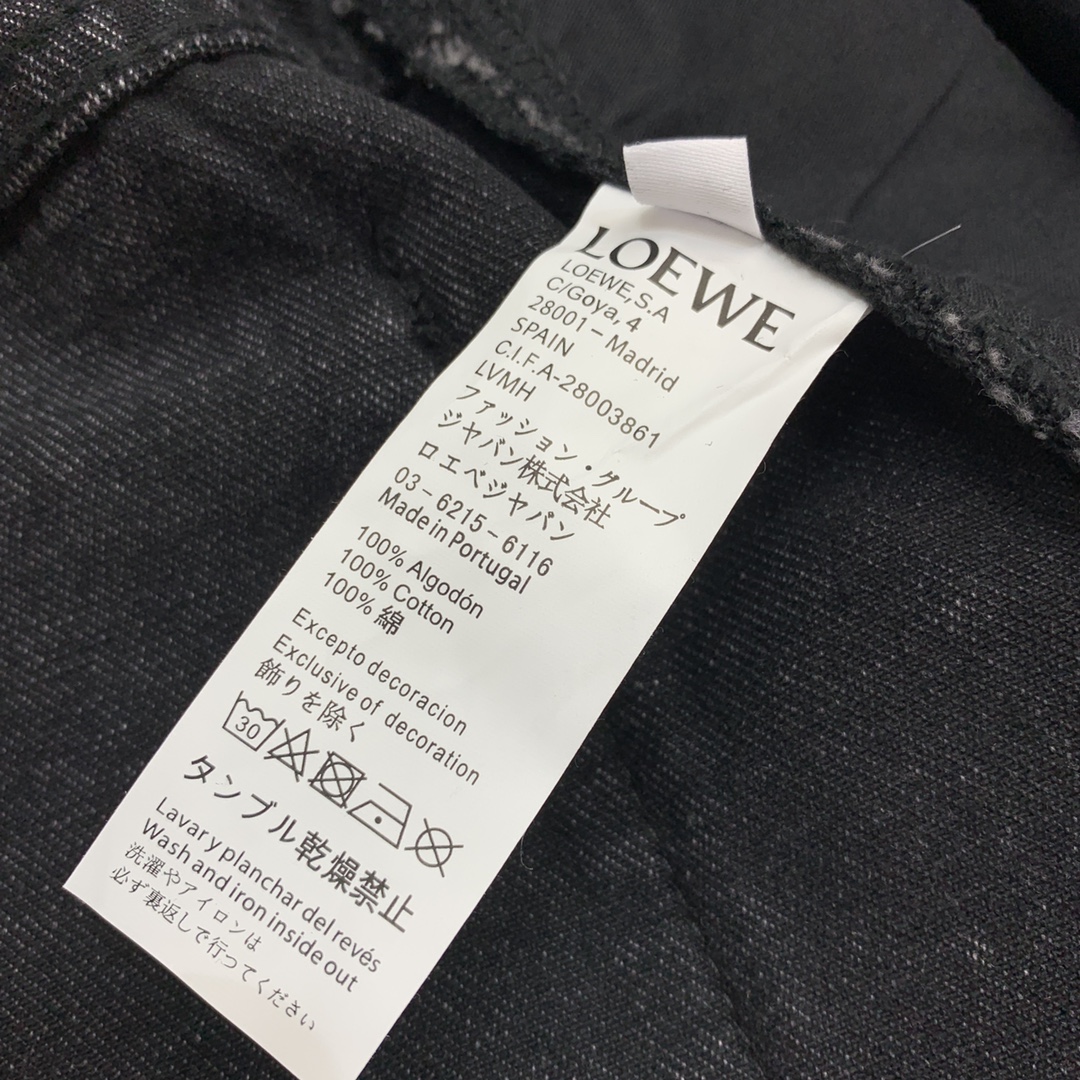 LOEWE
LOEWE,S.A
C/Goya, 4
28001 – Madrid
SPAIN
C.I.F.A-28003861
LVMH
ファッション・グループ
ジャパン株式会社
ロエベジャパン
03 – 6215 – 6116
Made in Portugal
100% Algodón
100% Cotton
100% 綿
Excepto decoracion
Exclusive of decoration
飾りを除く
30
タンブル乾燥禁止
Lavar y planchar del revés
Wash and iron inside out
洗濯やアイロンは
必ず裏返しで行ってください